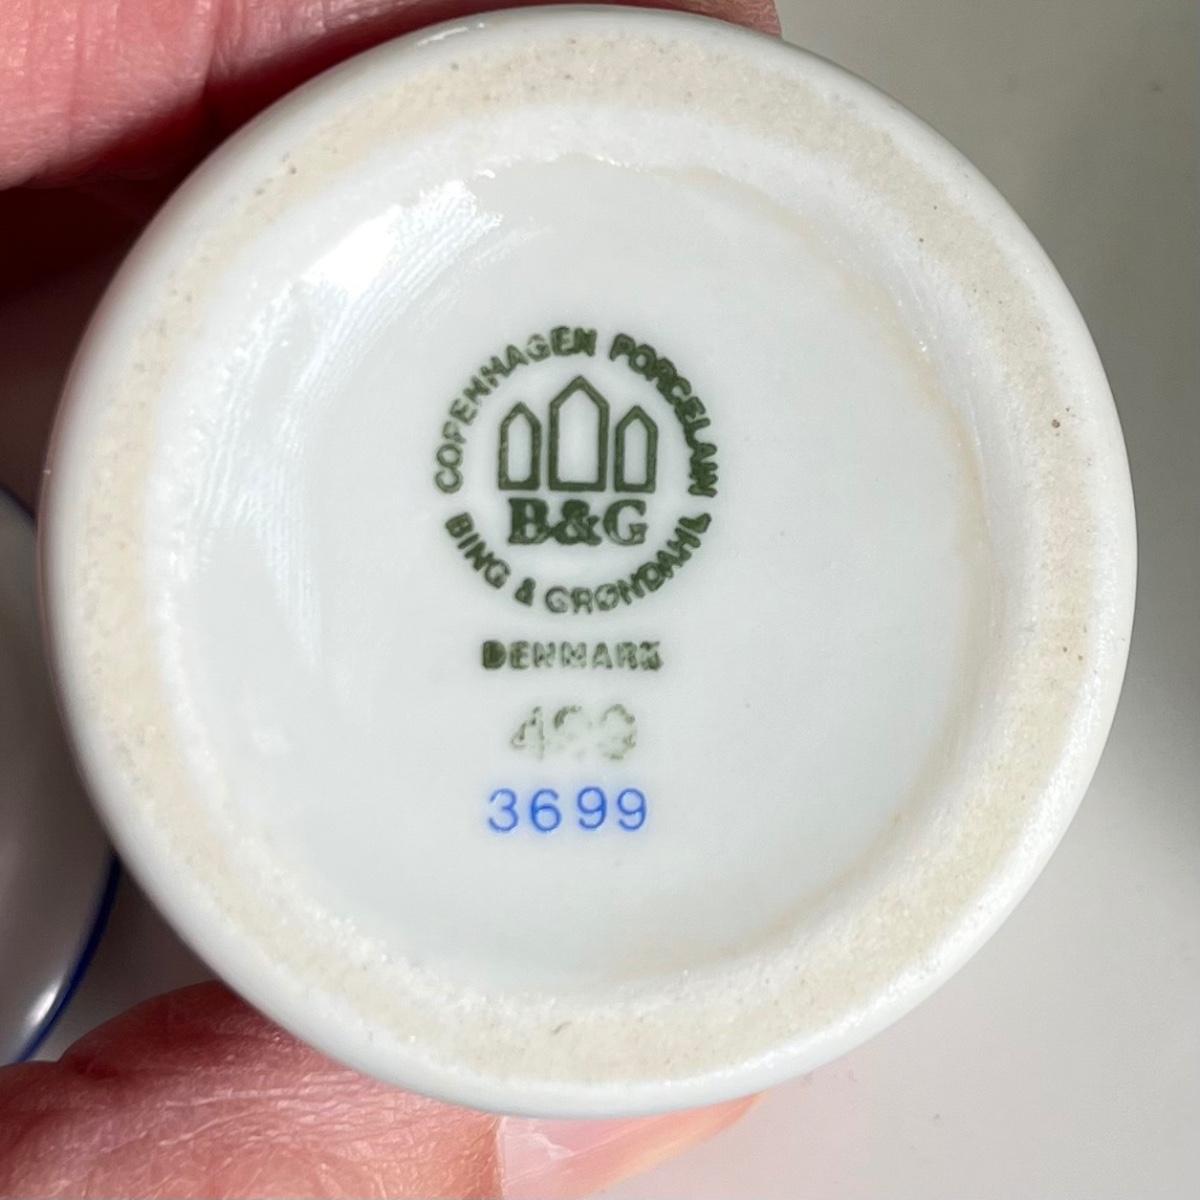 COPENHAGEN PORCELAIN
B&G
BING & GRØNDAHL
DENMARK
3699